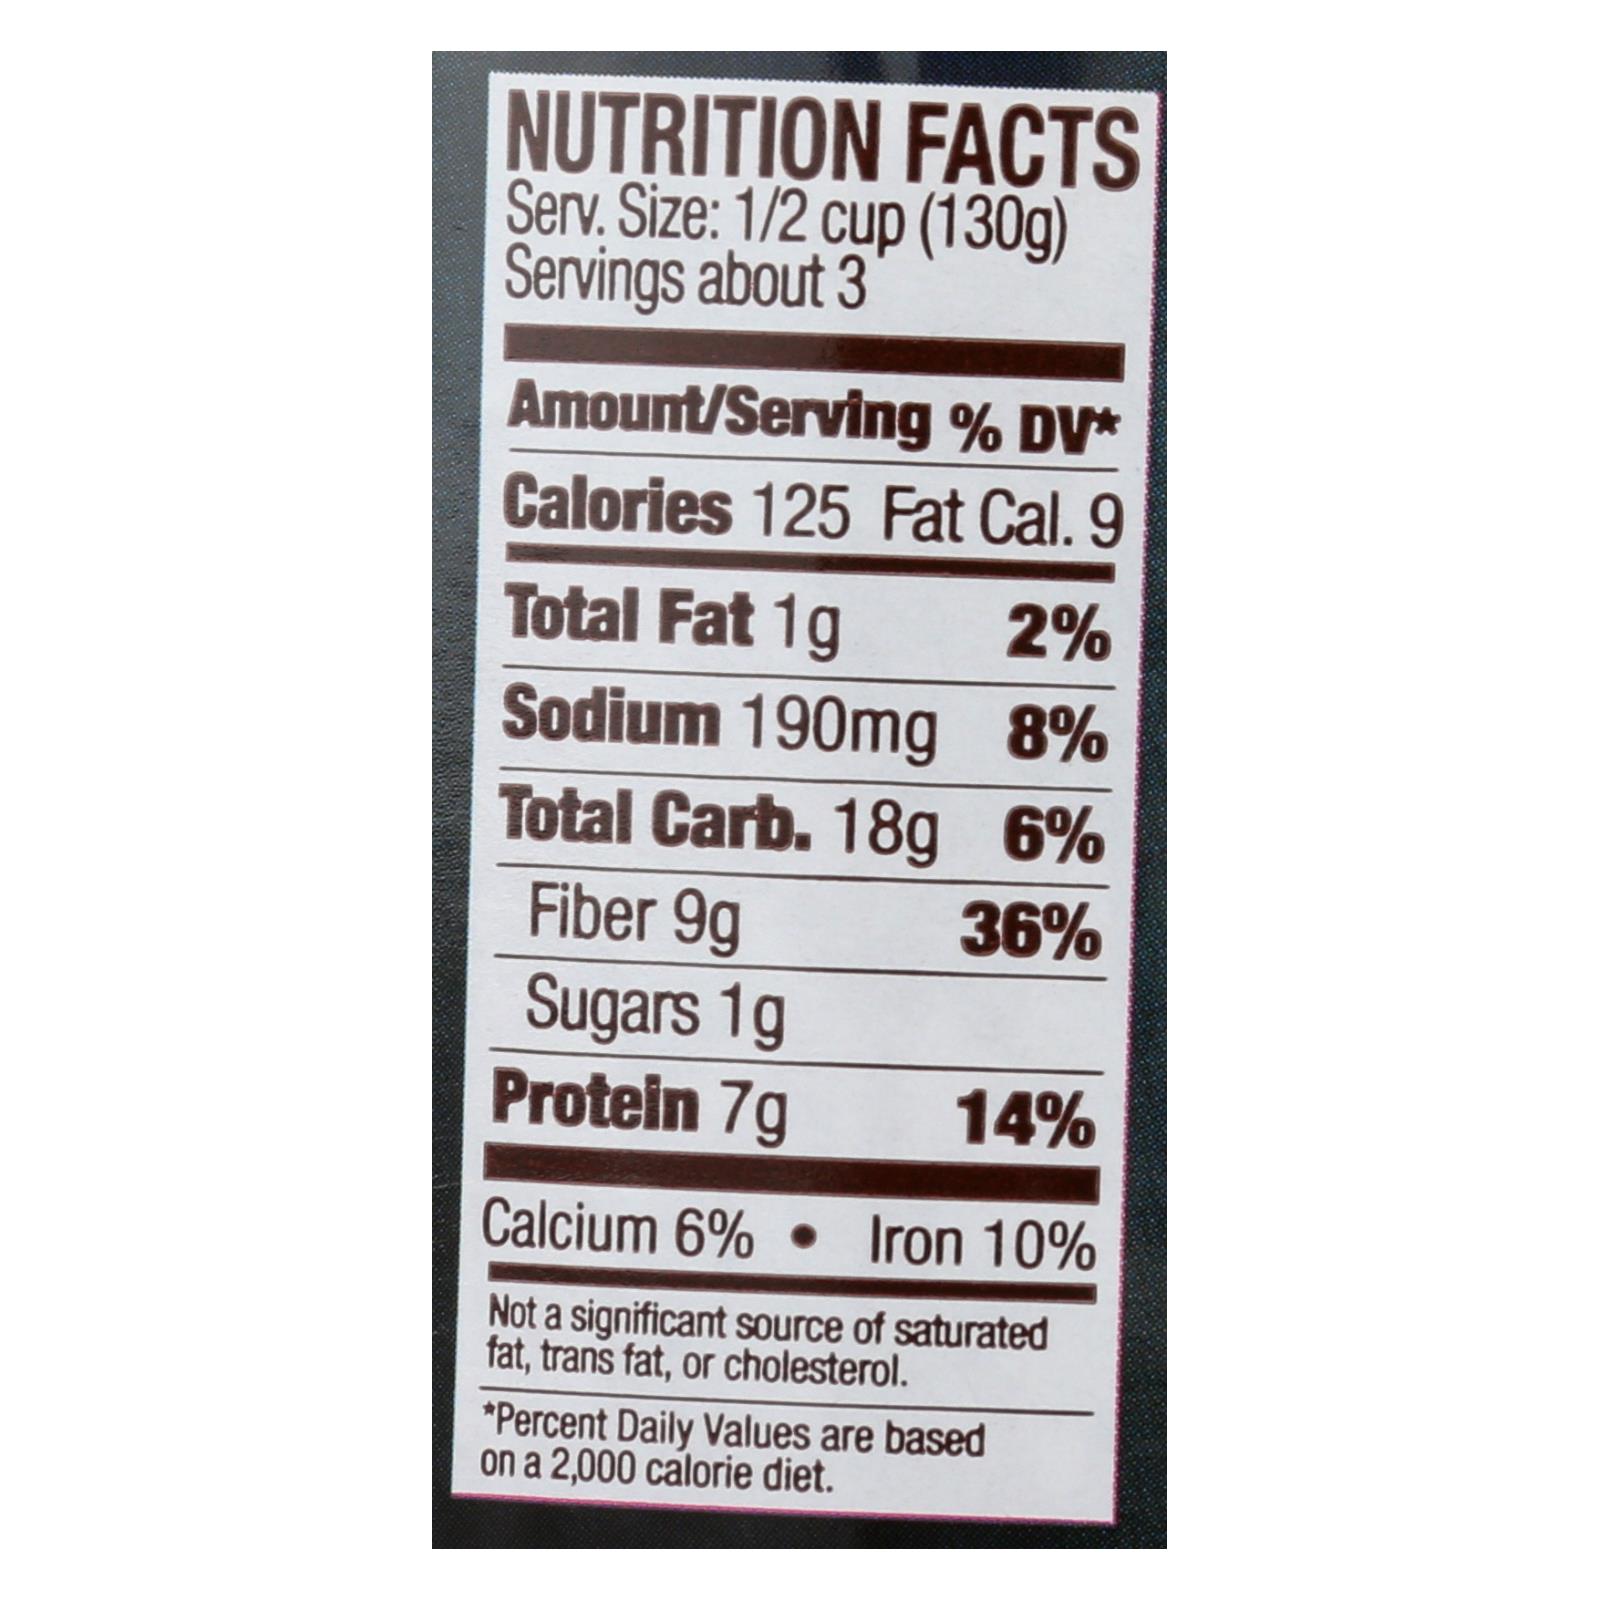 NUTRITION FACTS
Serv. Size: 1/2 cup (130g)
Servings about 3
Amount/Serving % DV*
Calories 125 Fat Cal. 9
Total Fat 1g 2%
Sodium 190mg 8%
Total Carb. 18g 6%
Fiber 9g 36%
Sugars 1g
Protein 7g 14%
Calcium 6% • Iron 10%
Not a significant source of saturated
fat, trans fat, or cholesterol.
*Percent Daily Values are based
on a 2,000 calorie diet.